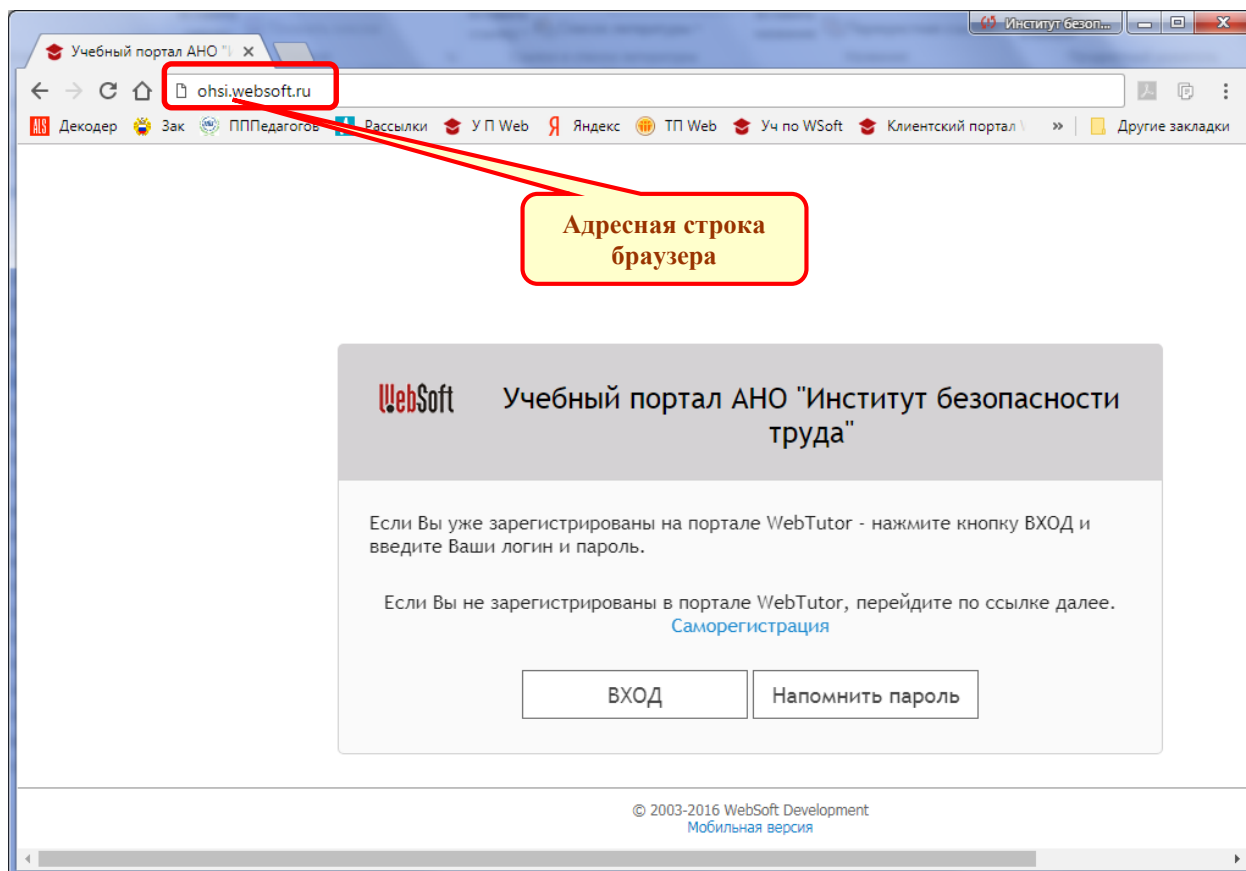 Институт безоп...
Учебный портал АНО "И
ohsi.websoft.ru
Декодер Зак ПППедагогов Рассылки У П Web Яндекс ТП Web Уч по WSoft Клиентский портал \ » Другие закладки
Адресная строка
браузера
WebSoft
Учебный портал АНО "Институт безопасности
труда"
Если Вы уже зарегистрированы на портале WebTutor - нажмите кнопку ВХОД и
введите Ваши логин и пароль.
Если Вы не зарегистрированы в портале WebTutor, перейдите по ссылке далее.
Саморегистрация
ВХОД
Напомнить пароль
© 2003-2016 WebSoft Development
Мобильная версия